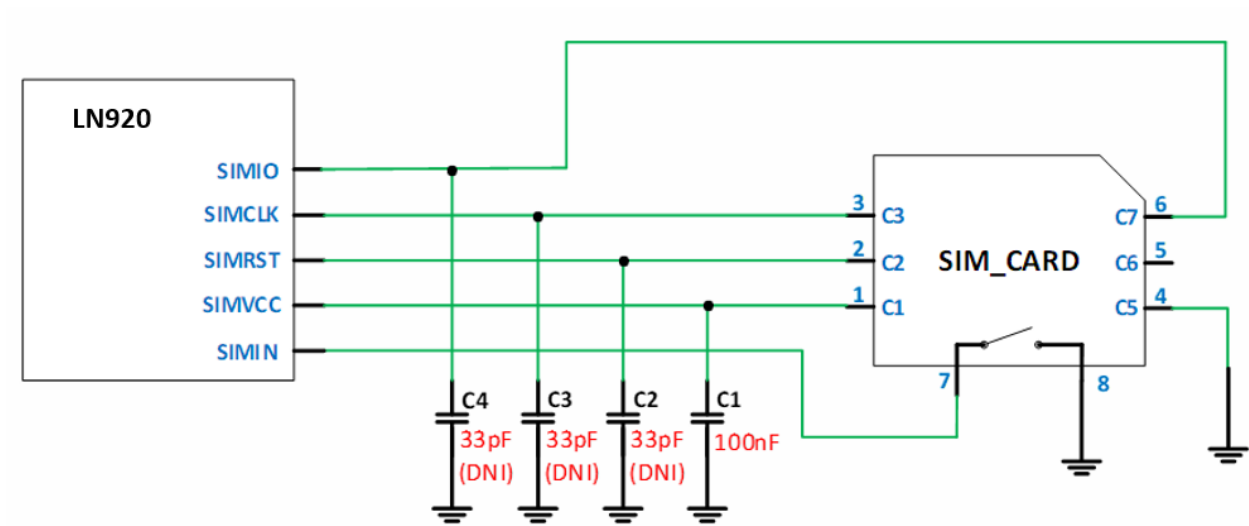 LN920
SIMIO
SIMCLK
SIMRST
SIMVCC
SIMIN
3
C3
2
C2
1
C1
SIM_CARD
6
C7
5
C6
4
C5
7
8
C4
33pF
(DNI)
C3
33pF
(DNI)
C2
33pF
(DNI)
C1
100nF